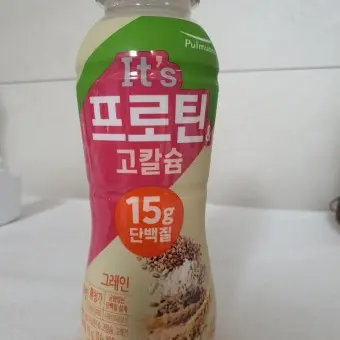 Pulmuone
It's
프로틴 &
고칼슘
15g
단백질
그레인